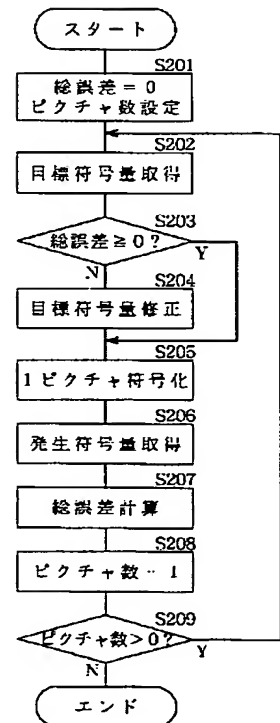 スタート
S201
総誤差=0
ピクチャ数設定
S202
目標符号量取得
S203
総誤差≧0?
Y
N
S204
目標符号量修正
S205
1ピクチャ符号化
S206
発生符号量取得
S207
総誤差計算
S208
ピクチャ数--1
S209
ピクチャ数>0?
Y
N
エンド